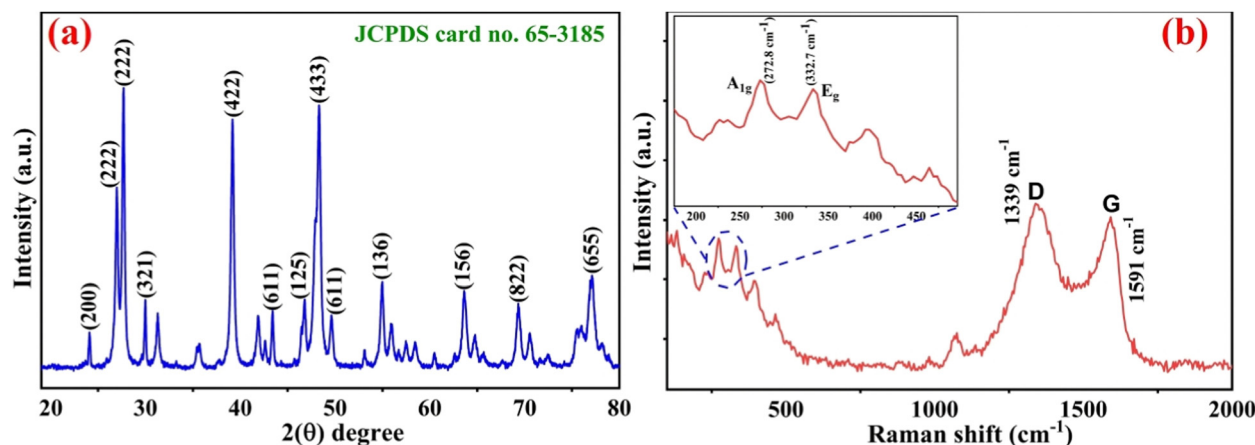 (a)
JCPDS card no. 65-3185
Intensity (a.u.)
(200)
(222)
(222)
(321)
(422)
(611)
(125)
(433)
(611)
(136)
(156)
(822)
(655)
20 30 40 50 60 70 80
2(θ) degree
(b)
Intensity (a.u.)
A1g
(272.8 cm-1)
(332.7 cm-1)
Eg
200 250 300 350 400 450
1339 cm-1
D
G
1591 cm-1
500 1000 1500 2000
Raman shift (cm-1)